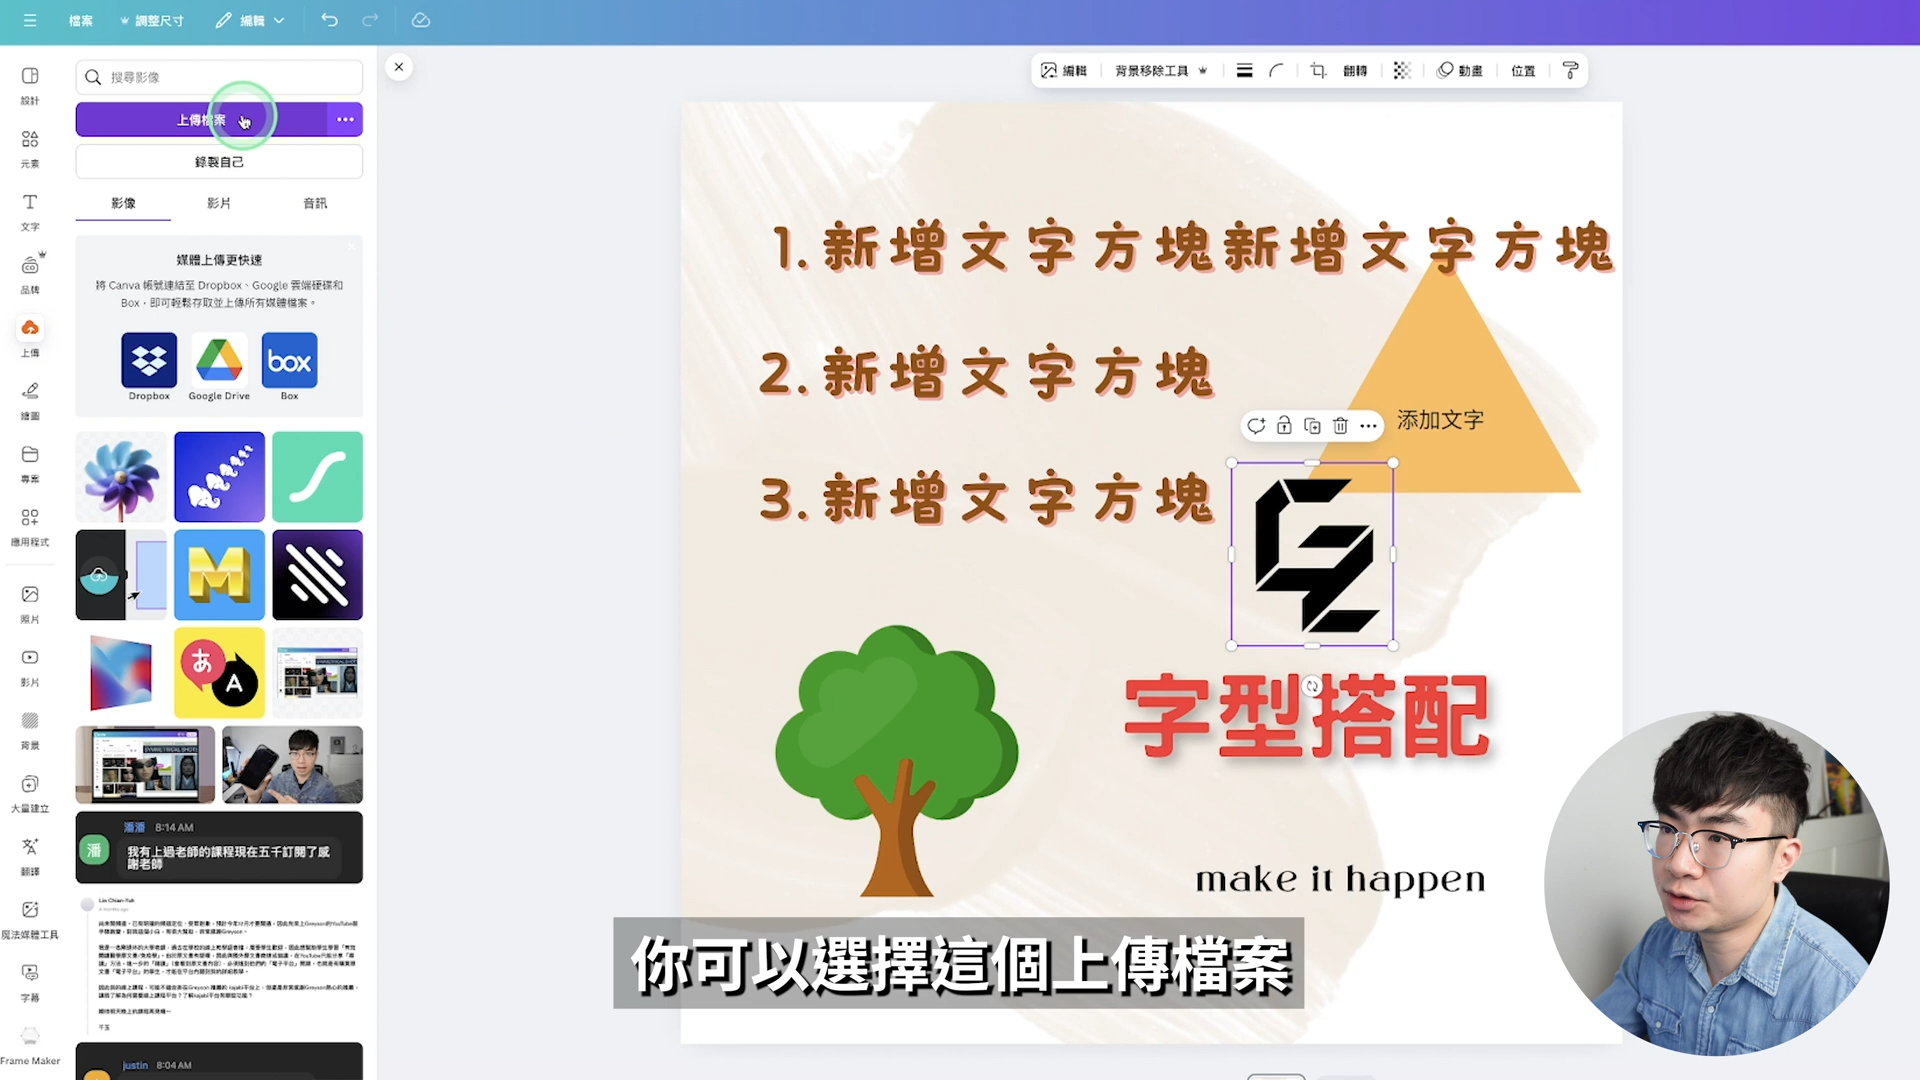 檔案
調整尺寸
編輯
設計
元素
文字
品牌
上傳
繪圖
專案
應用程式
照片
影片
背景
大量建立
翻譯
魔法媒體工具
字幕
Frame Maker
搜尋影像
上傳檔案
錄製自己
影像
影片
音訊
媒體上傳更快速
將 Canva 帳號連結至 Dropbox、Google 雲端硬碟和
Box，即可輕鬆存取並上傳所有媒體檔案。
box
Dropbox
Google Drive
Box
M
あ
A
潘潘 8:14 AM
潘
我有上過老師的課程現在五千訂閱了感
謝老師
Lin Chian-Yuh
justin 8:04 AM
編輯
背景移除工具
翻轉
動畫
位置
1. 新增文字方塊新增文字方塊
2. 新增文字方塊
3. 新增文字方塊
添加文字
字型搭配
make it happen
你可以選擇這個上傳檔案